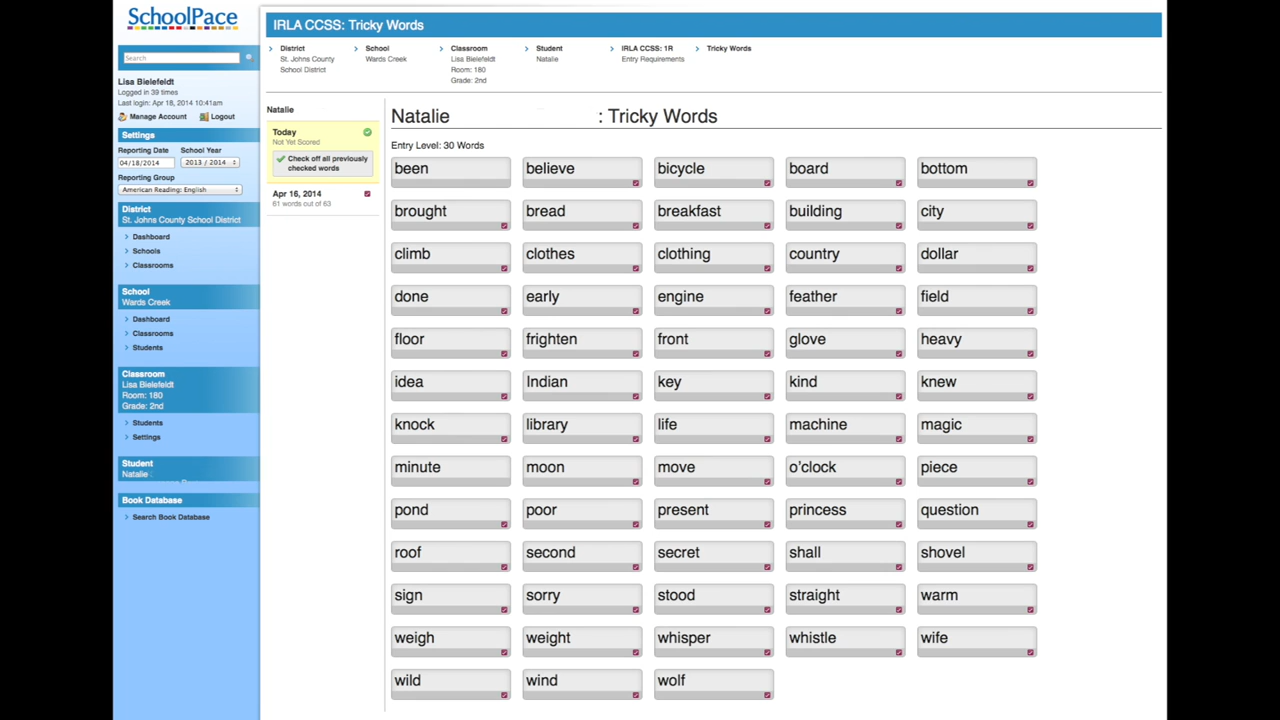 SchoolPace
Search
Lisa Bielefeldt
Logged in 39 times
Last login: Apr 18, 2014 10:41am
Manage Account Logout
Settings
Reporting Date School Year
04/18/2014 2013 / 2014
Reporting Group
American Reading: English
District
St. Johns County School District
Dashboard
Schools
Classrooms
School
Wards Creek
Dashboard
Classrooms
Students
Classroom
Lisa Bielefeldt
Room: 180
Grade: 2nd
Students
Settings
Student
Natalie
Book Database
Search Book Database
IRLA CCSS: Tricky Words
District School Classroom Student IRLA CCSS: 1R Tricky Words
St. Johns County Wards Creek Lisa Bielefeldt Natalie Entry Requirements
School District Room: 180
Grade: 2nd
Natalie
Today
Not Yet Scored
Check off all previously
checked words
Apr 16, 2014
61 words out of 63
Natalie : Tricky Words
Entry Level: 30 Words
been believe bicycle board bottom
brought bread breakfast building city
climb clothes clothing country dollar
done early engine feather field
floor frighten front glove heavy
idea Indian key kind knew
knock library life machine magic
minute moon move o'clock piece
pond poor present princess question
roof second secret shall shovel
sign sorry stood straight warm
weigh weight whisper whistle wife
wild wind wolf